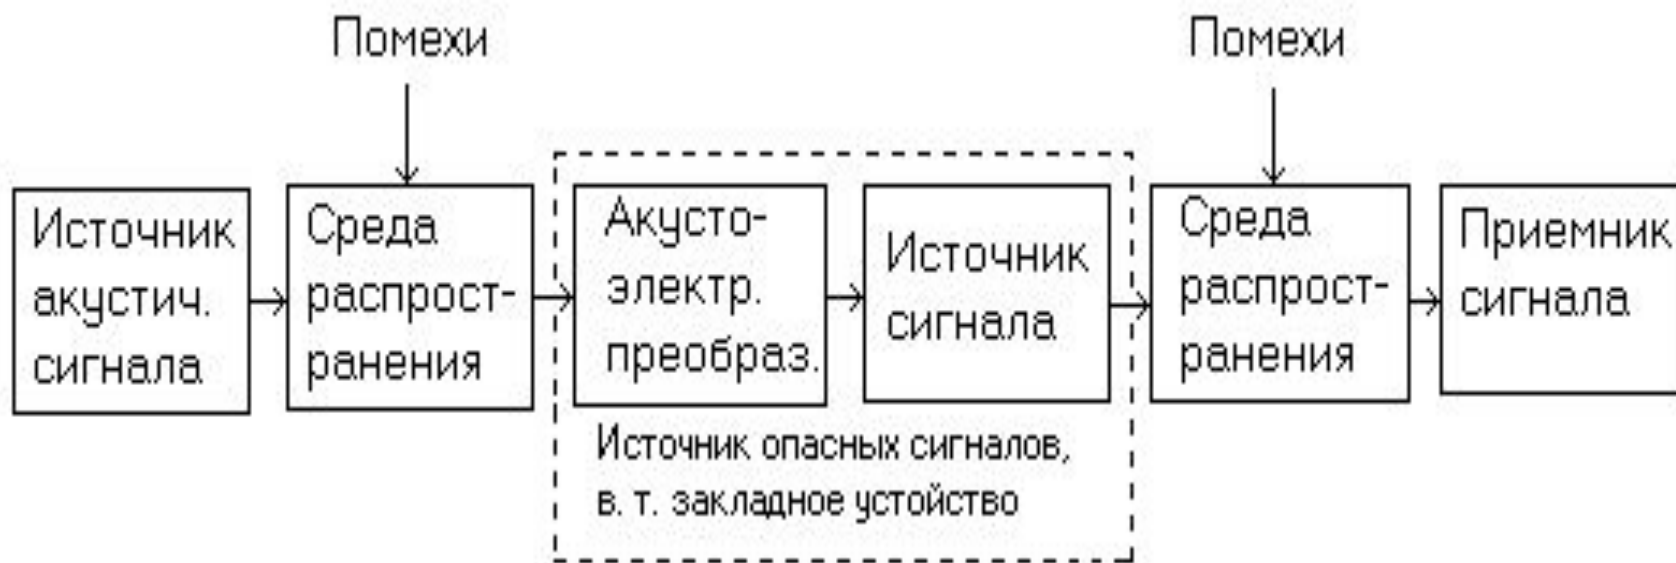 Помехи
Помехи
Источник
акустич.
сигнала
Среда
распрост-
ранения
Акусто-
электр.
преобраз.
Источник
сигнала
Среда
распрост-
ранения
Приемник
сигнала
Источник опасных сигналов,
в. т. закладное устойство